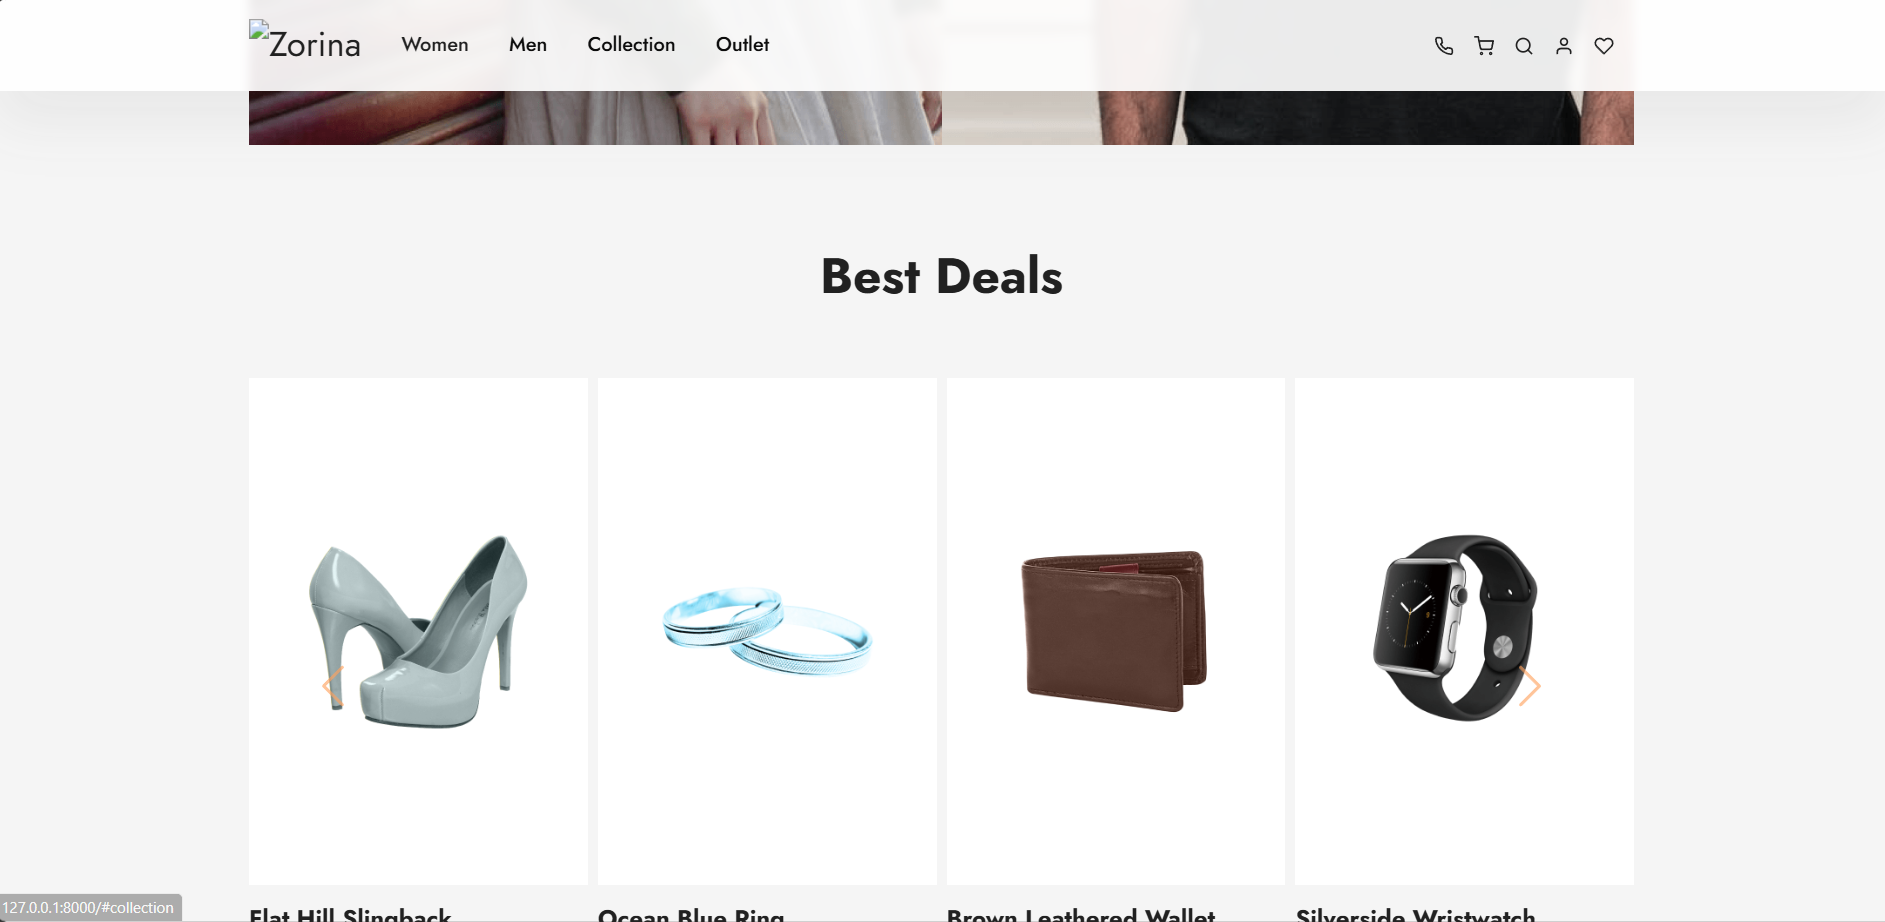 Zorina Women Men Collection Outlet
Best Deals
Flat Hill Slingback Ocean Blue Ring Brown Leathered Wallet Silverside Wristwatch
127.0.0.1:8000/#collection